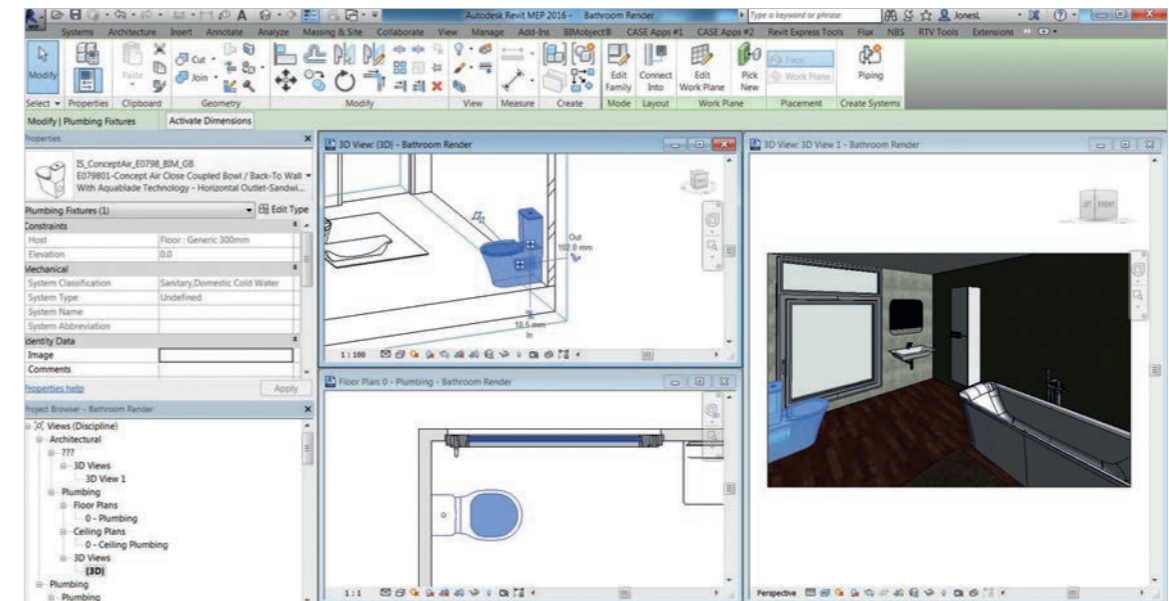 Autodesk Revit MEP 2016 - Bathroom Render
Type a keyword or phrase
JonesL
Systems Architecture Insert Annotate Analyze Massing & Site Collaborate View Manage Add-Ins BIMobject® CASE Apps #1 CASE Apps #2 Revit Express Tools Flux NBS RTV Tools Extensions
Modify
Paste
Cut
Join
Edit Family
Connect Into
Edit Work Plane
Pick New
Face
Work Plane
Piping
Select Properties Clipboard Geometry Modify View Measure Create Mode Layout Work Plane Placement Create Systems
Modify | Plumbing Fixtures Activate Dimensions
Properties
IS_ConceptAir_E0798_BIM_GB
E079801-Concept Air Close Coupled Bowl / Back-To Wall
With Aquablade Technology - Horizontal Outlet-Sandwi...
Plumbing Fixtures (1) Edit Type
Constraints
Host Floor : Generic 300mm
Elevation 0.0
Mechanical
System Classification Sanitary,Domestic Cold Water
System Type Undefined
System Name
System Abbreviation
Identity Data
Image
Comments
Properties help Apply
Project Browser - Bathroom Render
Views (Discipline)
Architectural
???
3D Views
3D View 1
Plumbing
Floor Plans
0 - Plumbing
Ceiling Plans
0 - Ceiling Plumbing
3D Views
{3D}
Plumbing
Plumbing
3D View: {3D} - Bathroom Render
Out
102.0 mm
10.5 mm
In
1 : 100
Floor Plan: 0 - Plumbing - Bathroom Render
1 : 1
3D View: 3D View 1 - Bathroom Render
FRONT
Perspective